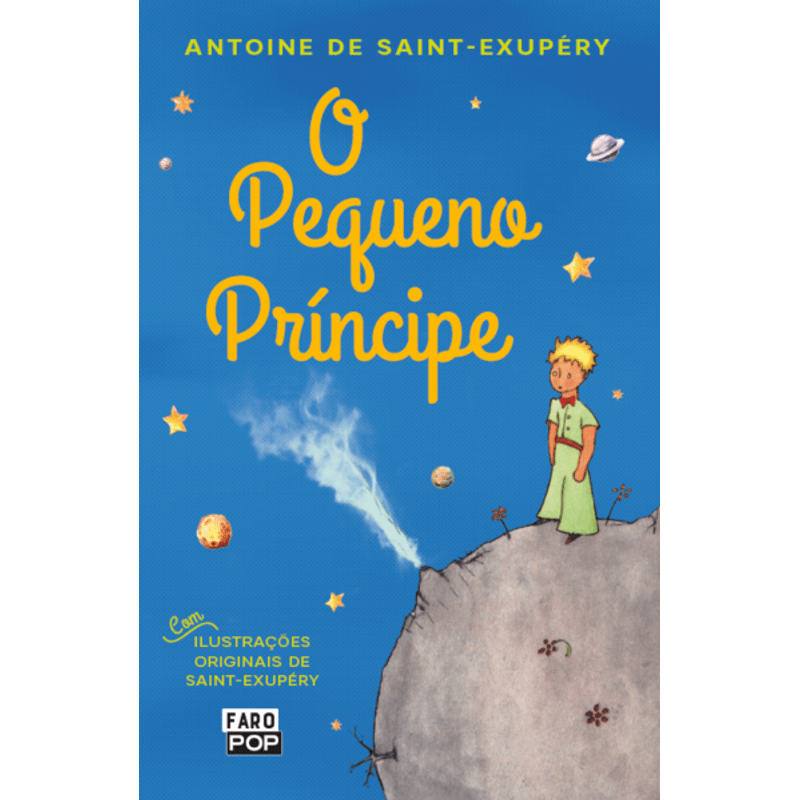 ANTOINE DE SAINT-EXUPÉRY
O
Pequeno
Príncipe
Com
ILUSTRAÇÕES
ORIGINAIS DE
SAINT-EXUPÉRY
FARO
POP